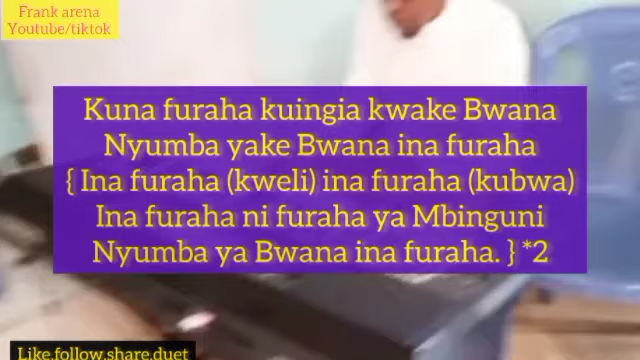 Frank arena
Youtube/tiktok
Kuna furaha kuingia kwake Bwana
Nyumba yake Bwana ina furaha
{ Ina furaha (kweli) ina furaha (kubwa)
Ina furaha ni furaha ya Mbinguni
Nyumba ya Bwana ina furaha. } *2
Like,follow,share,duet